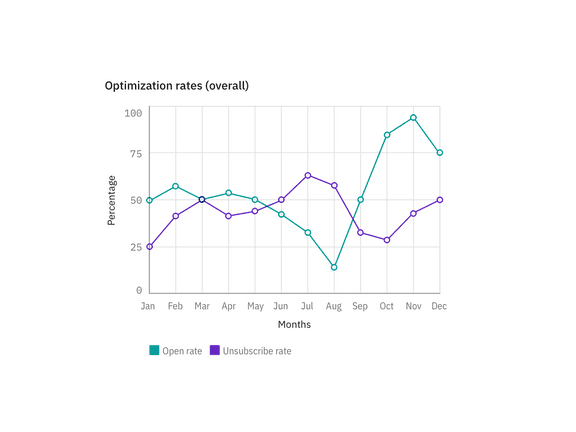 Optimization rates (overall)
100
75
50
25
0
Percentage
Jan Feb Mar Apr May Jun Jul Aug Sep Oct Nov Dec
Months
Open rate Unsubscribe rate